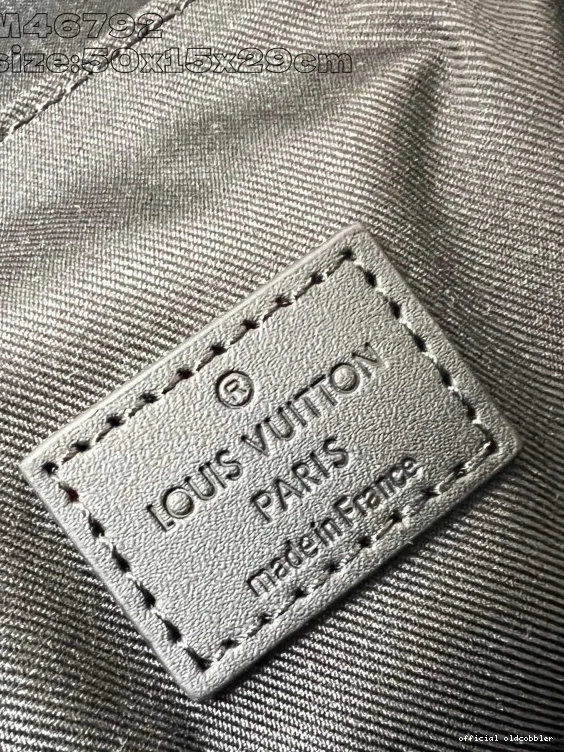 M46792
size:50x15x29cm
®
LOUIS VUITTON
PARIS
made in France
official oldcobbler